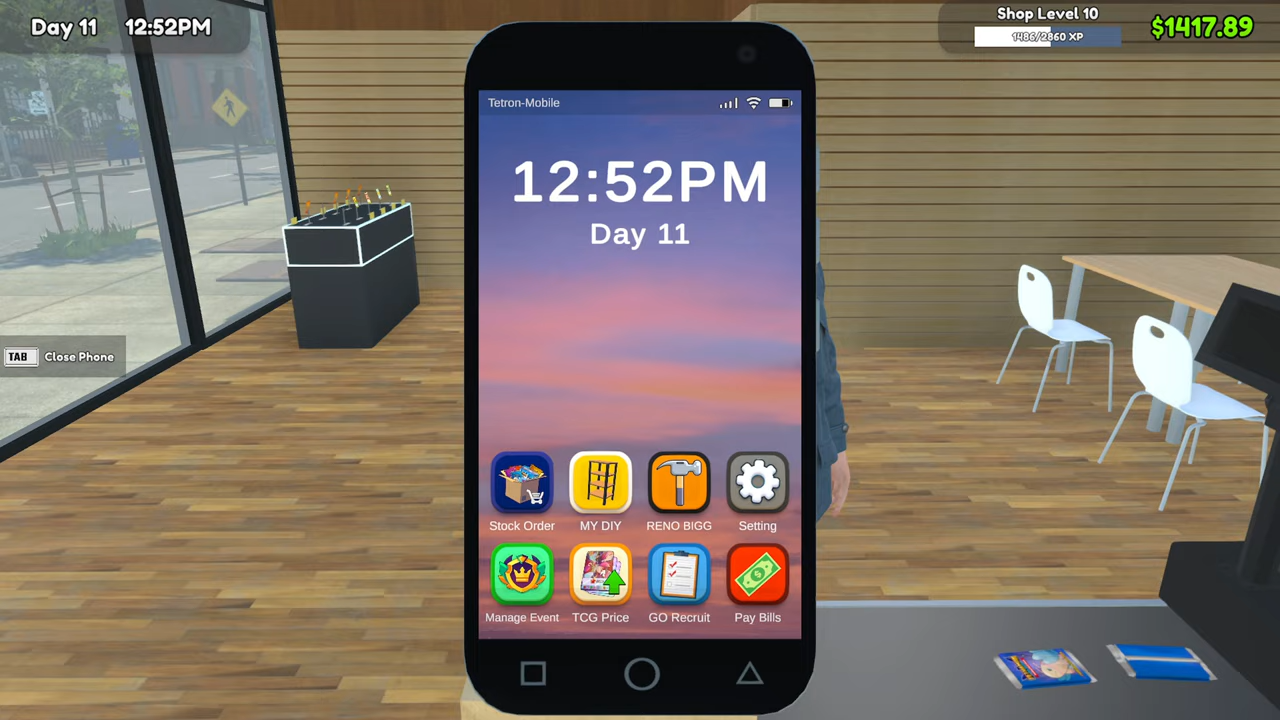 Day 11 12:52PM
Shop Level 10
1486/2860 XP
$1417.89
Tetron-Mobile
12:52PM
Day 11
TAB Close Phone
Stock Order MY DIY RENO BIGG Setting
Manage Event TCG Price GO Recruit Pay Bills